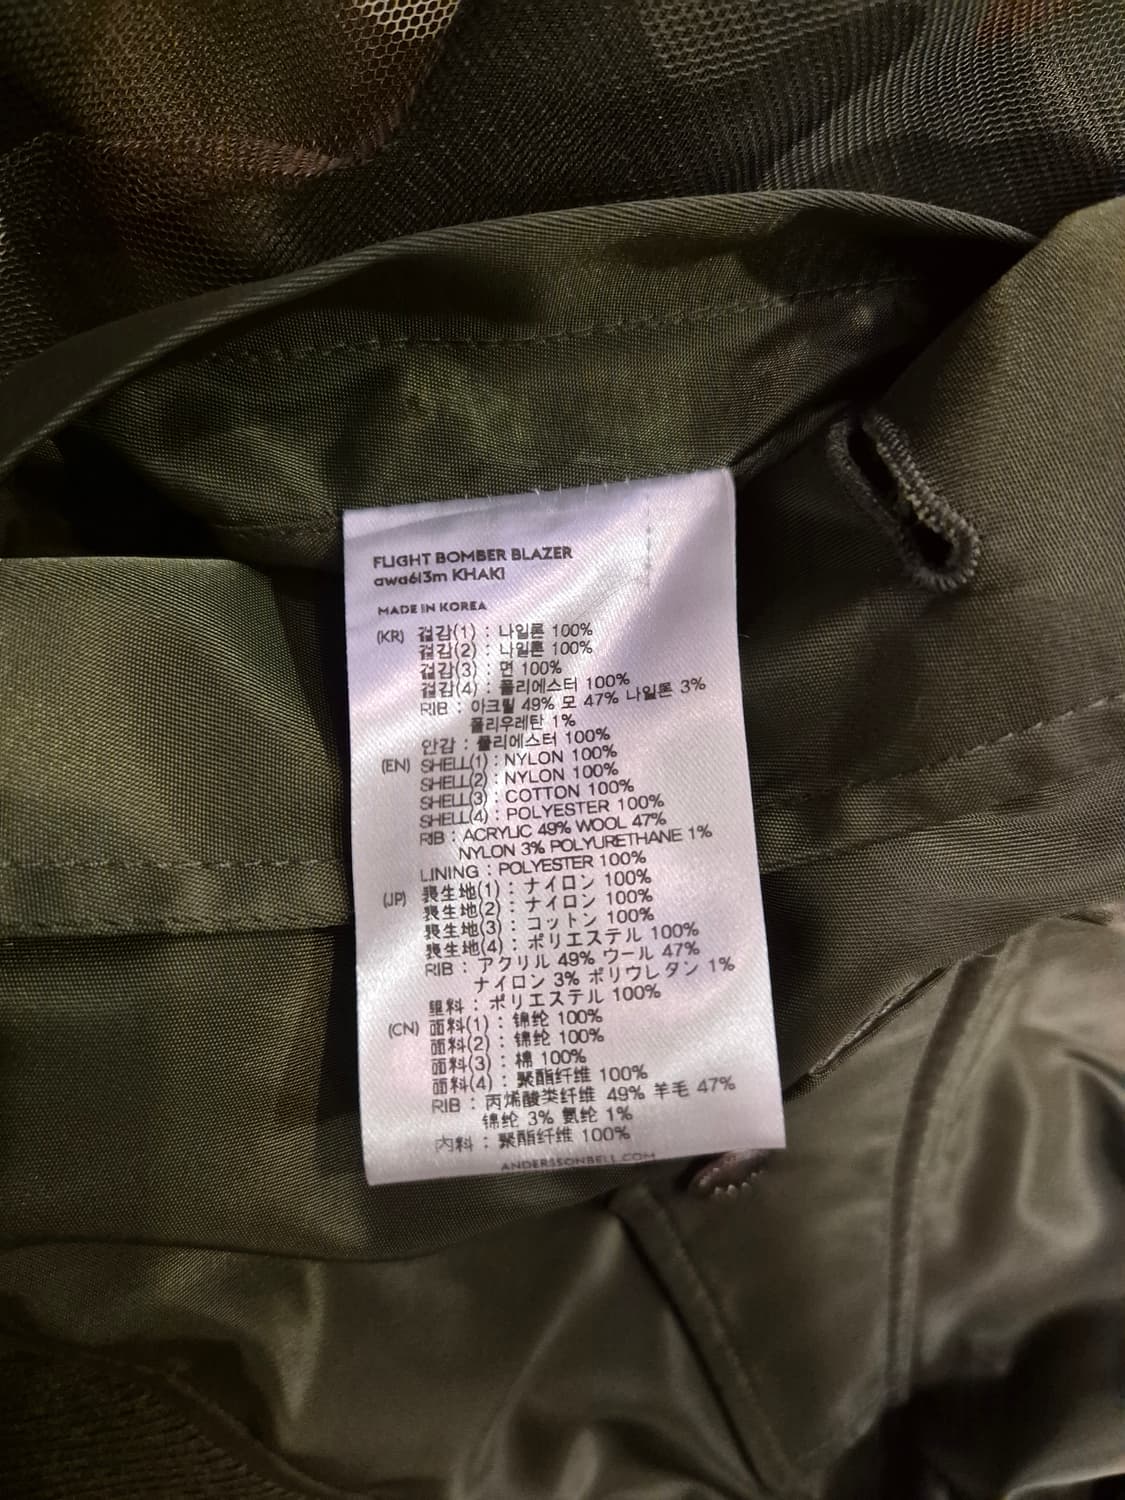 FLIGHT BOMBER BLAZER
awa613m KHAKI
MADE IN KOREA
(KR) 겉감(1) : 나일론 100%
겉감(2) : 나일론 100%
겉감(3) : 면 100%
겉감(4) : 폴리에스터 100%
RIB : 아크릴 49% 모 47% 나일론 3%
폴리우레탄 1%
안감 : 폴리에스터 100%
(EN) SHELL(1) : NYLON 100%
SHELL(2) : NYLON 100%
SHELL(3) : COTTON 100%
SHELL(4) : POLYESTER 100%
RIB : ACRYLIC 49% WOOL 47%
NYLON 3% POLYURETHANE 1%
LINING : POLYESTER 100%
(JP) 表生地(1) : ナイロン 100%
表生地(2) : ナイロン 100%
表生地(3) : コットン 100%
表生地(4) : ポリエステル 100%
RIB : アクリル 49% ウール 47%
ナイロン 3% ポリウレタン 1%
里料 : ポリエステル 100%
(CN) 面料(1) : 锦纶 100%
面料(2) : 锦纶 100%
面料(3) : 棉 100%
面料(4) : 聚酯纤维 100%
RIB : 丙烯酸类纤维 49% 羊毛 47%
锦纶 3% 氨纶 1%
内料 : 聚酯纤维 100%
ANDERSSONBELL.COM